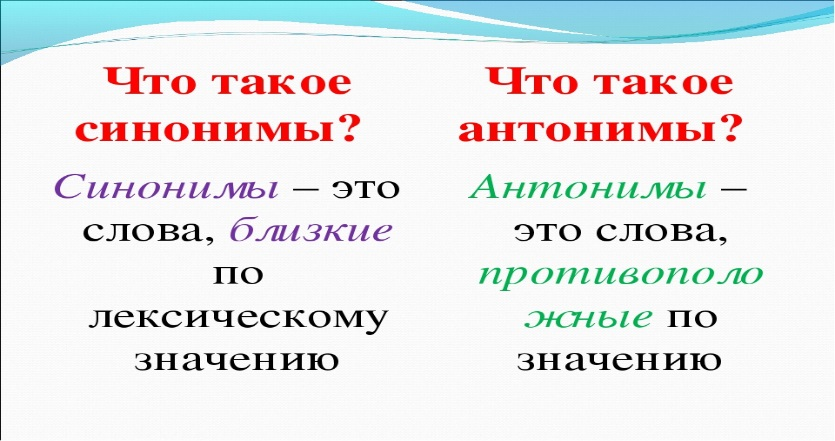 Что такое
синонимы?
Синонимы – это
слова, близкие
по
лексическому
значению
Что такое
антонимы?
Антонимы –
это слова,
противополо
жные по
значению